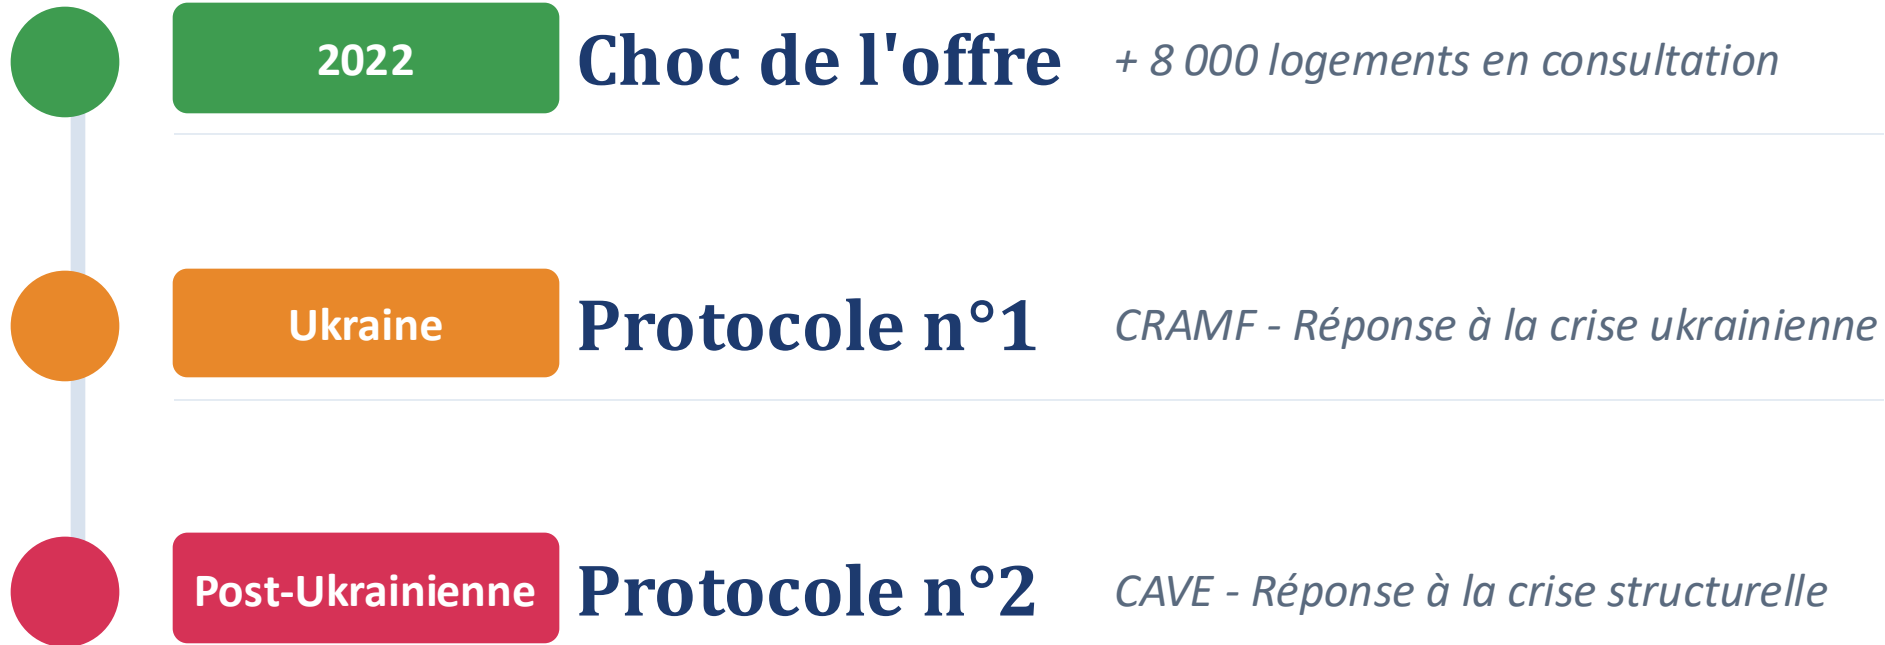 2022 Choc de l'offre + 8 000 logements en consultation
Ukraine Protocole n°1 CRAMF - Réponse à la crise ukrainienne
Post-Ukrainienne Protocole n°2 CAVE - Réponse à la crise structurelle